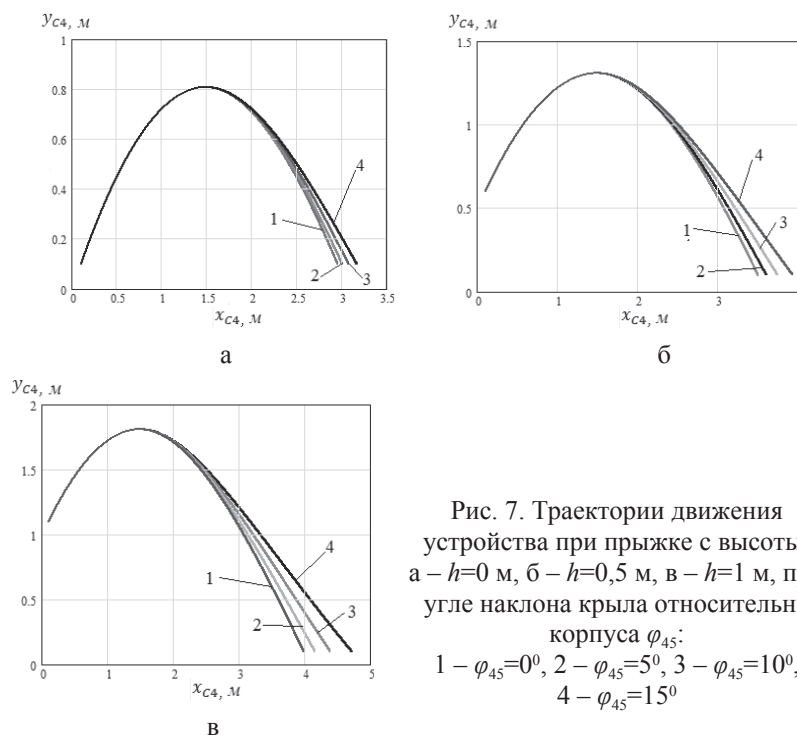 y_C4, м
1
0.8
0.6
0.4
0.2
0
0 0.5 1 1.5 2 2.5 3 3.5
x_C4, м
1
2
3
4
а
y_C4, м
1.5
1
0.5
0
0 1 2 3
x_C4, м
1
2
3
4
б
y_C4, м
2
1.5
1
0.5
0
0 1 2 3 4 5
x_C4, м
1
2
3
4
в
Рис. 7. Траектории движения
устройства при прыжке с высоты
а – h=0 м, б – h=0,5 м, в – h=1 м, п
угле наклона крыла относительн
корпуса φ₄₅:
1 – φ₄₅=0⁰, 2 – φ₄₅=5⁰, 3 – φ₄₅=10⁰,
4 – φ₄₅=15⁰